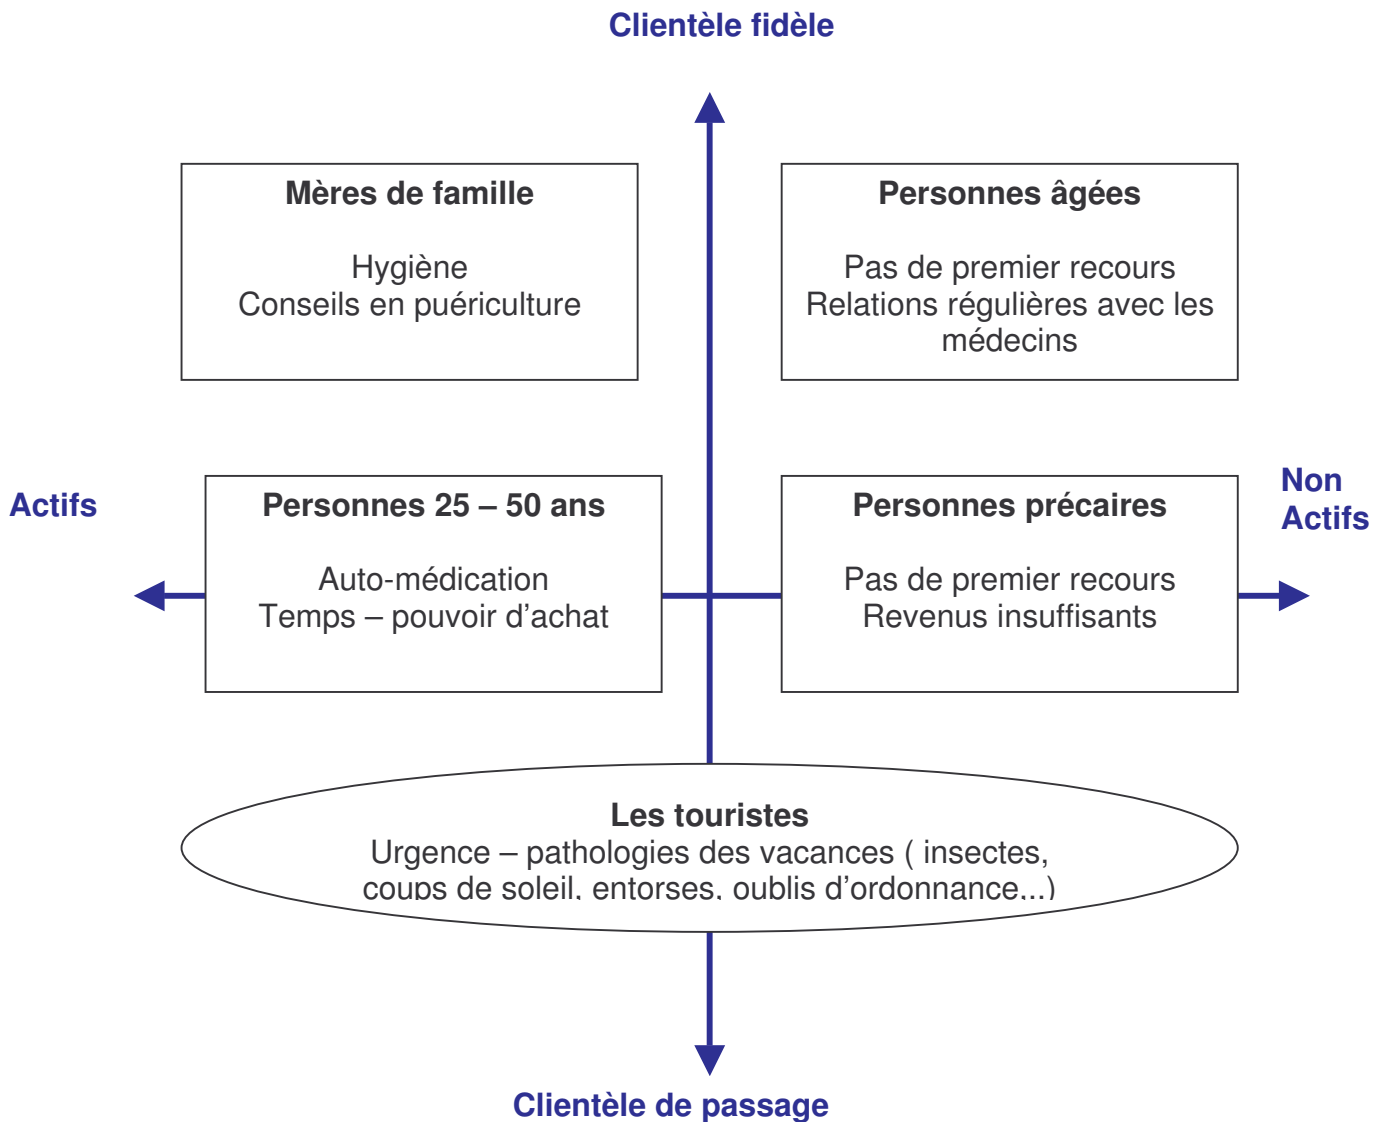 Clientèle fidèle
Mères de famille
Hygiène
Conseils en puériculture
Personnes âgées
Pas de premier recours
Relations régulières avec les
médecins
Actifs
Personnes 25 – 50 ans
Auto-médication
Temps – pouvoir d'achat
Personnes précaires
Pas de premier recours
Revenus insuffisants
Non
Actifs
Les touristes
Urgence – pathologies des vacances ( insectes,
coups de soleil, entorses, oublis d'ordonnance,..)
Clientèle de passage